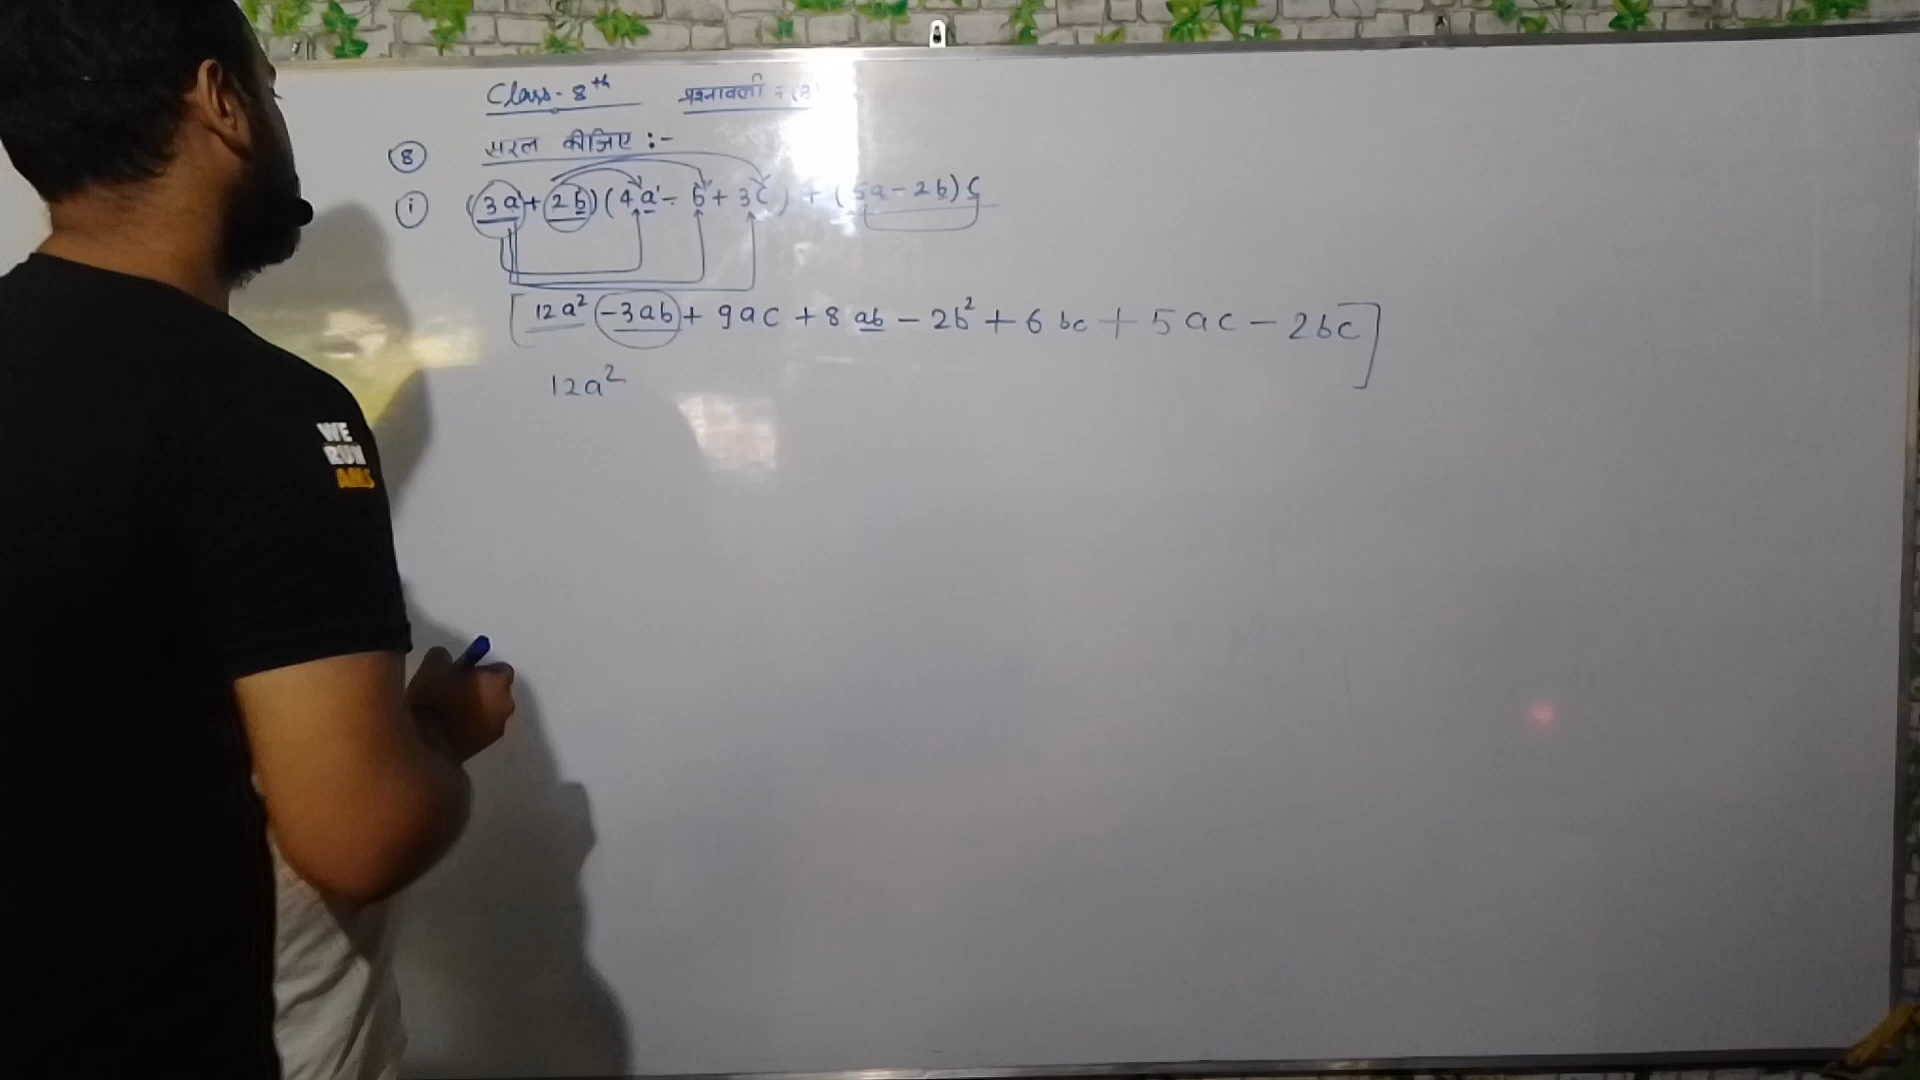 Class - 8th प्रश्नावली :- (B)
8 सरल कीजिए :-
i (3a + 2b) (4a - b + 3c) + (5a - 2b) c
[12a² - 3ab + 9ac + 8ab - 2b² + 6bc + 5ac - 2bc]
12a²
WE
RUN